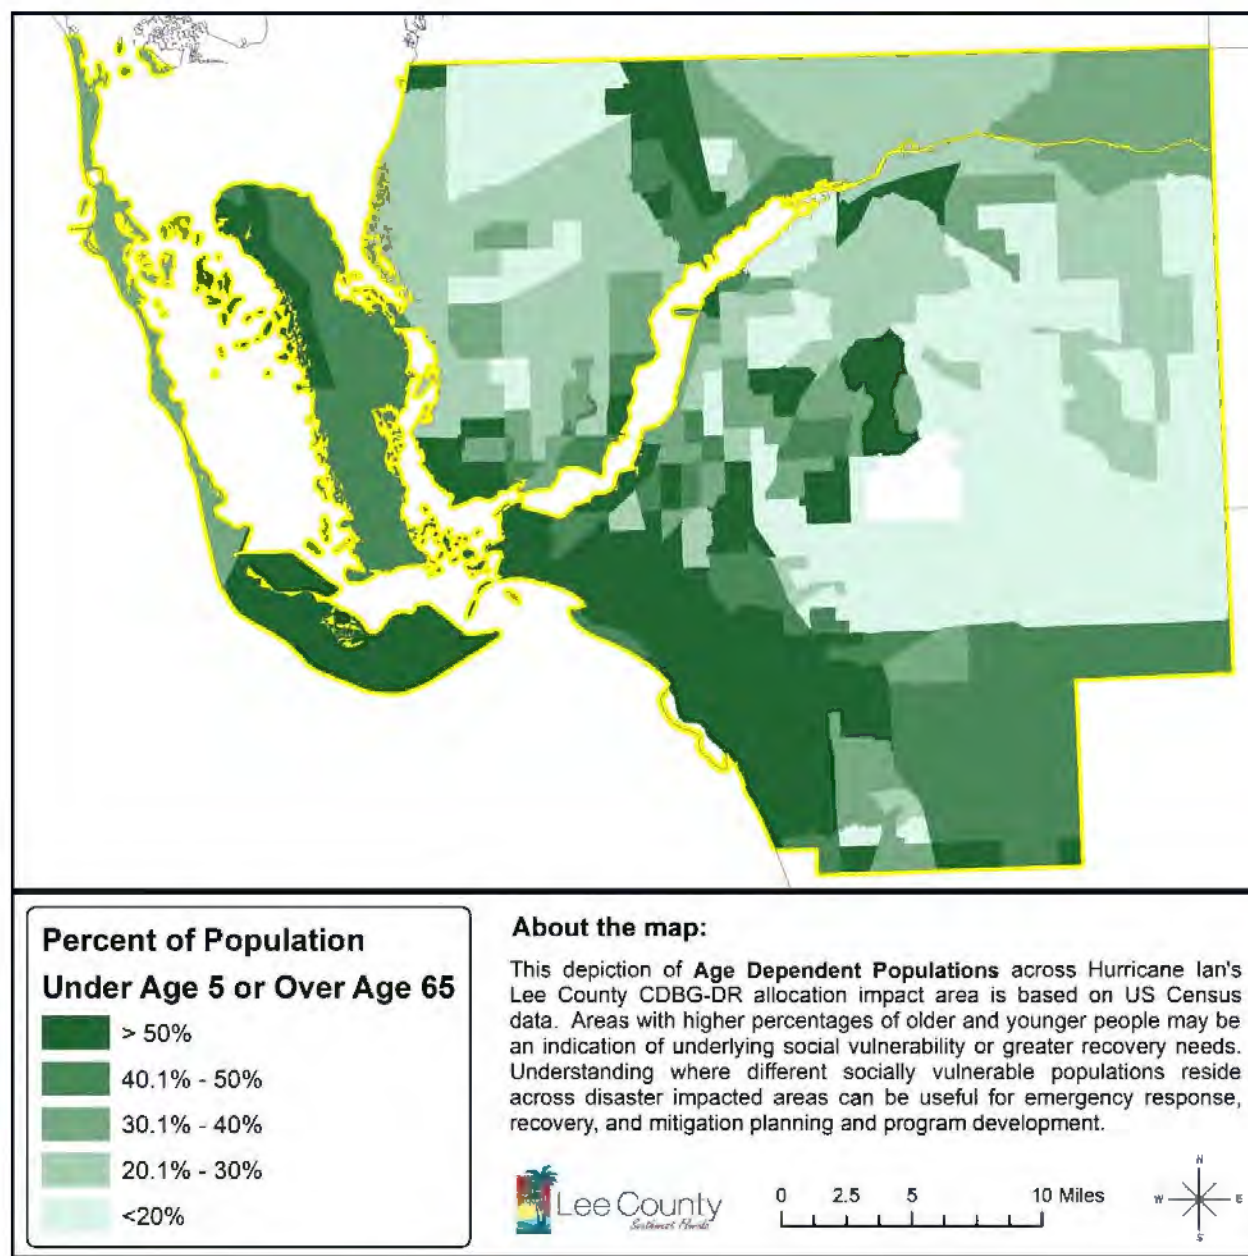 Percent of Population
Under Age 5 or Over Age 65
> 50%
40.1% - 50%
30.1% - 40%
20.1% - 30%
<20%
About the map:
This depiction of Age Dependent Populations across Hurricane Ian's
Lee County CDBG-DR allocation impact area is based on US Census
data. Areas with higher percentages of older and younger people may be
an indication of underlying social vulnerability or greater recovery needs.
Understanding where different socially vulnerable populations reside
across disaster impacted areas can be useful for emergency response,
recovery, and mitigation planning and program development.
Lee County
Southwest Florida
0 2.5 5 10 Miles
N
W E
S